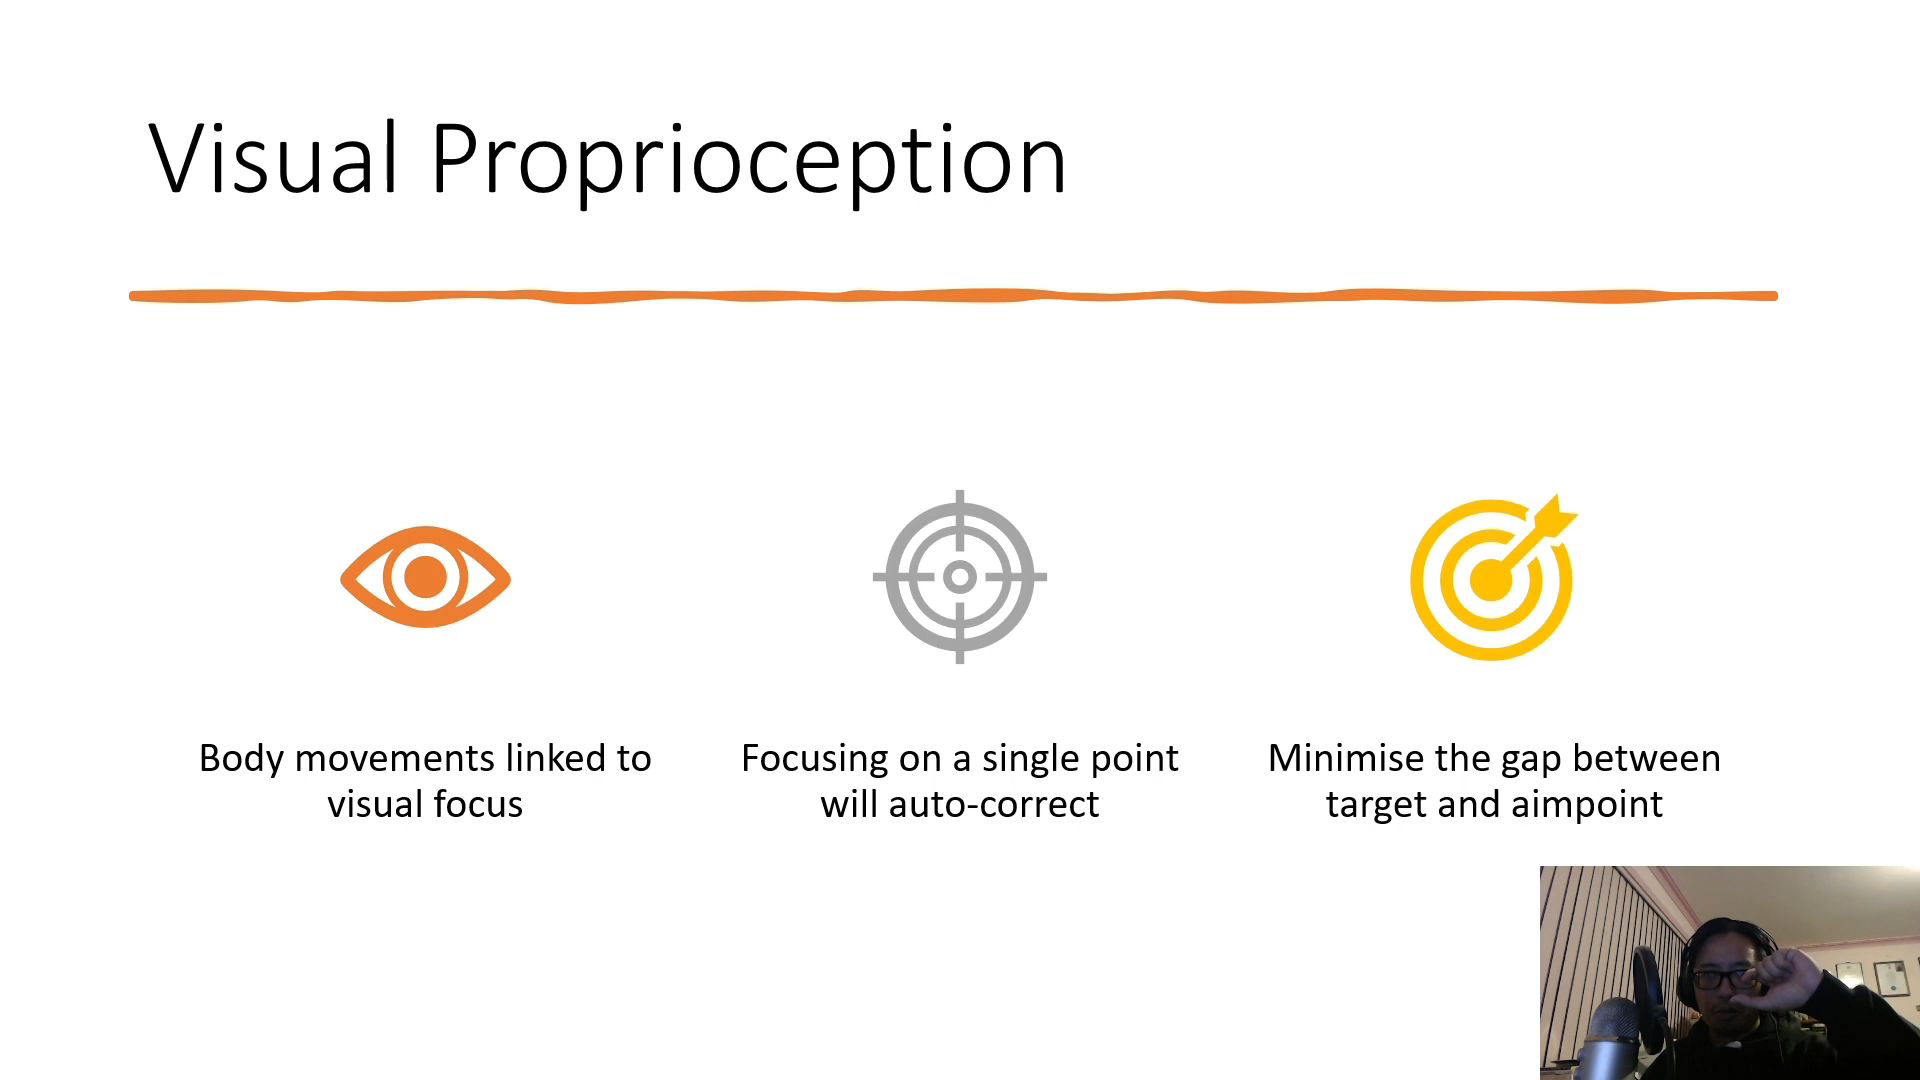 Visual Proprioception
Body movements linked to
visual focus
Focusing on a single point
will auto-correct
Minimise the gap between
target and aimpoint